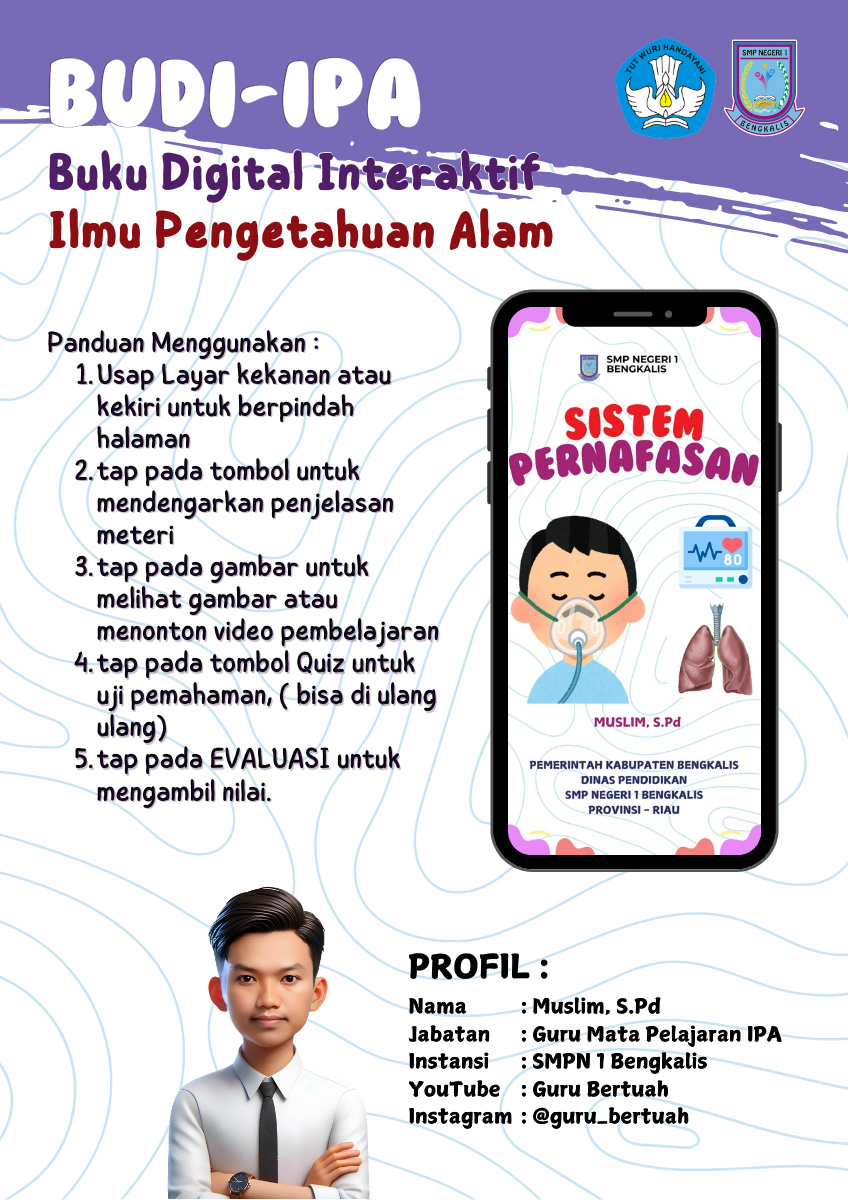 BUDI-IPA
TUT WURI HANDAYANI
SMP NEGERI 1
BENGKALIS
Buku Digital Interaktif
Ilmu Pengetahuan Alam
Panduan Menggunakan :
1. Usap Layar kekanan atau
kekiri untuk berpindah
halaman
2. tap pada tombol untuk
mendengarkan penjelasan
meteri
3. tap pada gambar untuk
melihat gambar atau
menonton video pembelajaran
4. tap pada tombol Quiz untuk
uji pemahaman, ( bisa di ulang
ulang)
5. tap pada EVALUASI untuk
mengambil nilai.
SMP NEGERI 1
BENGKALIS
SISTEM
PERNAFASAN
80
MUSLIM, S.Pd
PEMERINTAH KABUPATEN BENGKALIS
DINAS PENDIDIKAN
SMP NEGERI 1 BENGKALIS
PROVINSI - RIAU
PROFIL :
Nama : Muslim, S.Pd
Jabatan : Guru Mata Pelajaran IPA
Instansi : SMPN 1 Bengkalis
YouTube : Guru Bertuah
Instagram : @guru_bertuah